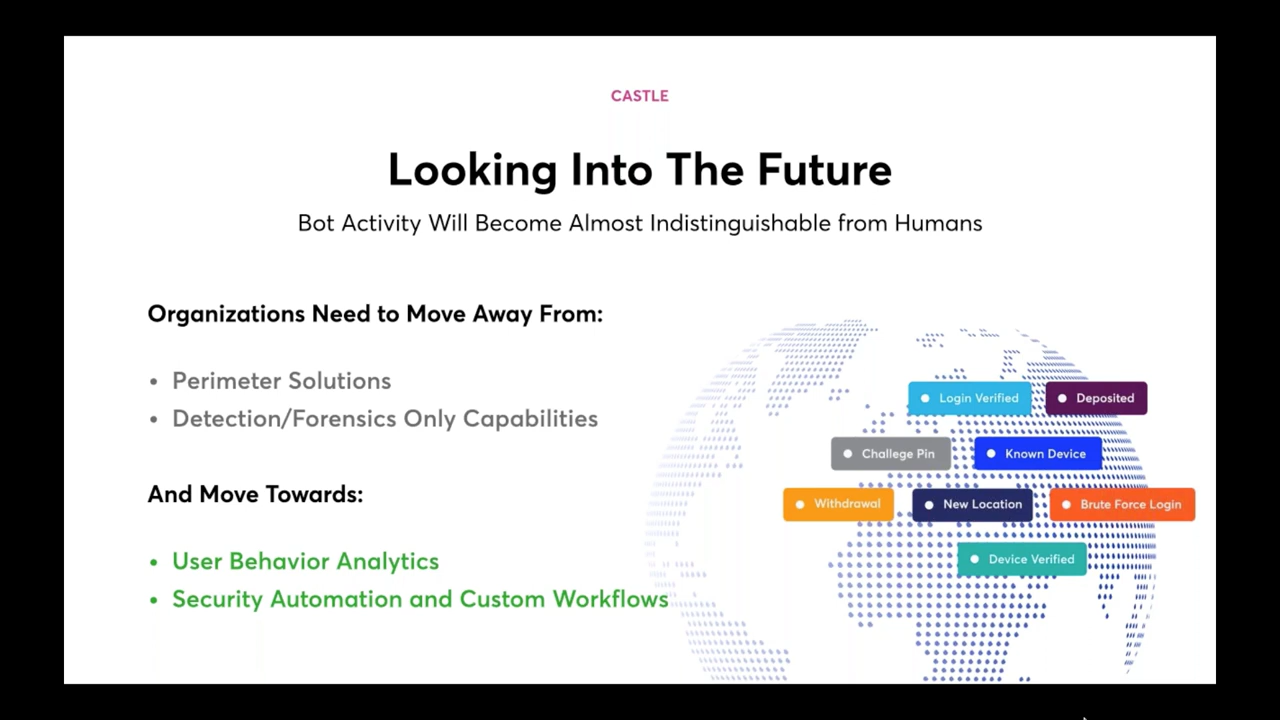 CASTLE
Looking Into The Future
Bot Activity Will Become Almost Indistinguishable from Humans
Organizations Need to Move Away From:
• Perimeter Solutions
• Detection/Forensics Only Capabilities
And Move Towards:
• User Behavior Analytics
• Security Automation and Custom Workflows
Login Verified
Deposited
Challege Pin
Known Device
Withdrawal
New Location
Brute Force Login
Device Verified